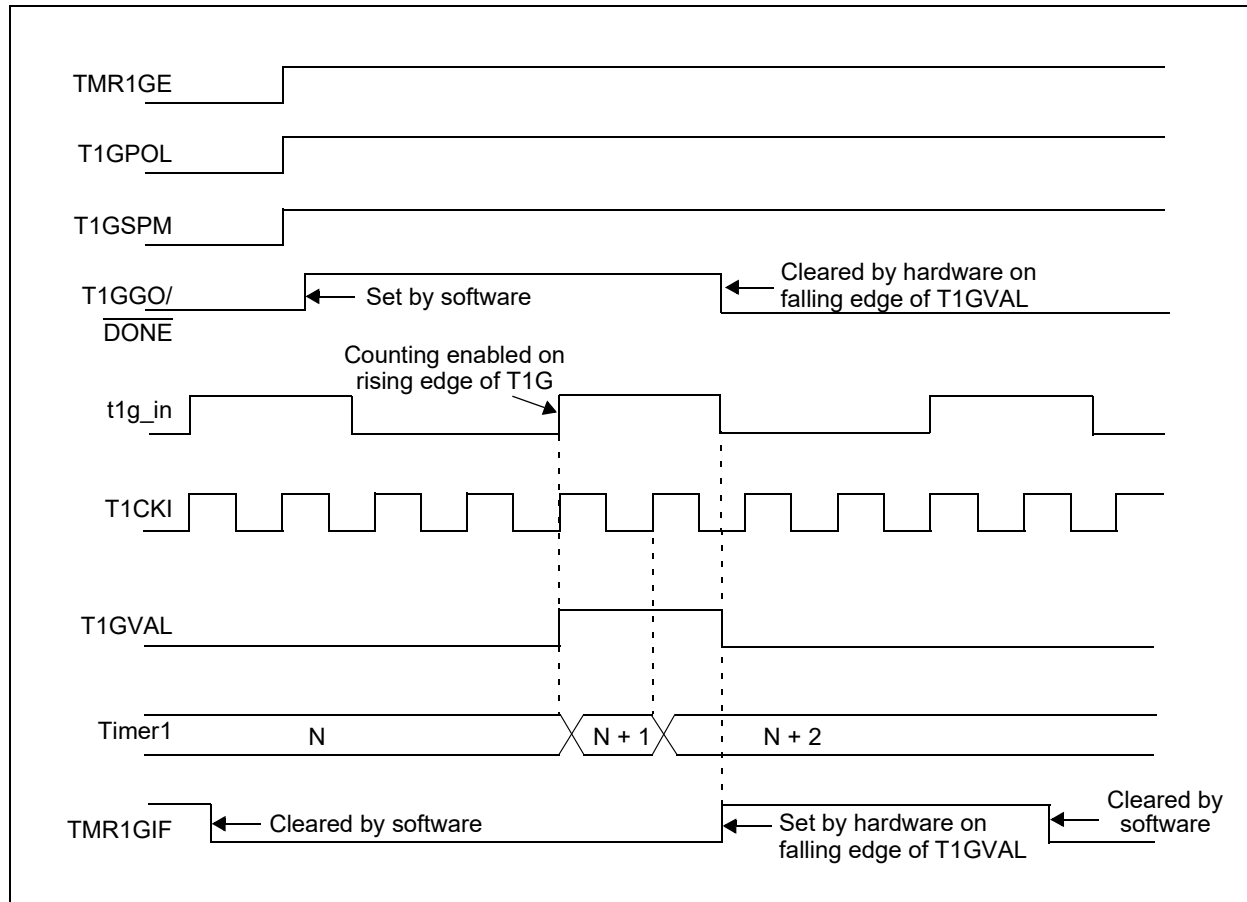 TMR1GE
T1GPOL
T1GSPM
T1GGO/
DONE
Set by software
Cleared by hardware on
falling edge of T1GVAL
Counting enabled on
rising edge of T1G
t1g_in
T1CKI
T1GVAL
Timer1
N
N + 1
N + 2
TMR1GIF
Cleared by software
Set by hardware on
falling edge of T1GVAL
Cleared by
software